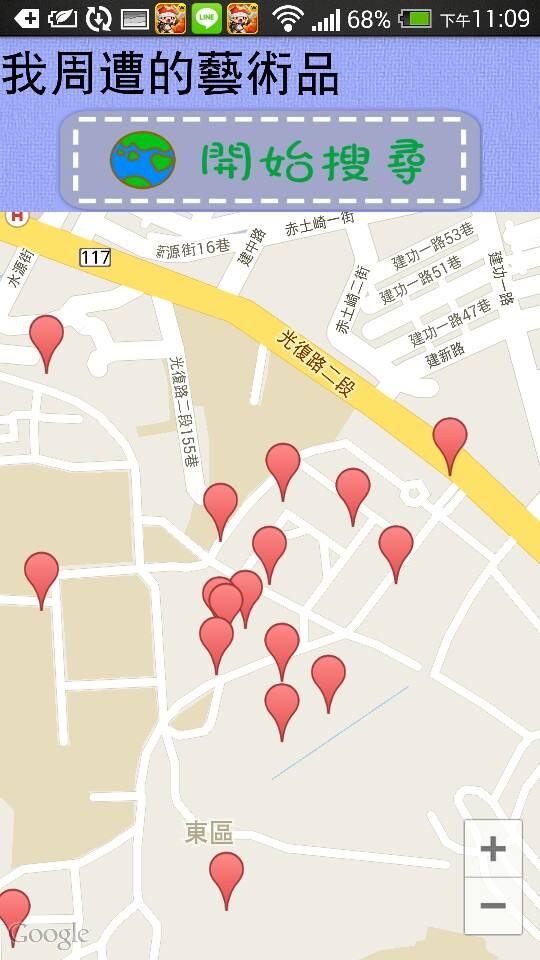 LINE
68%
下午11:09
我周遭的藝術品
開始搜尋
H
117
水源街
源街16巷
建中路
赤土崎一街
赤土崎二街
建功一路53巷
建功一路51巷
建功一路
建功一路47巷
建新路
光復路二段
光復路二段155巷
東區
+
−
Google